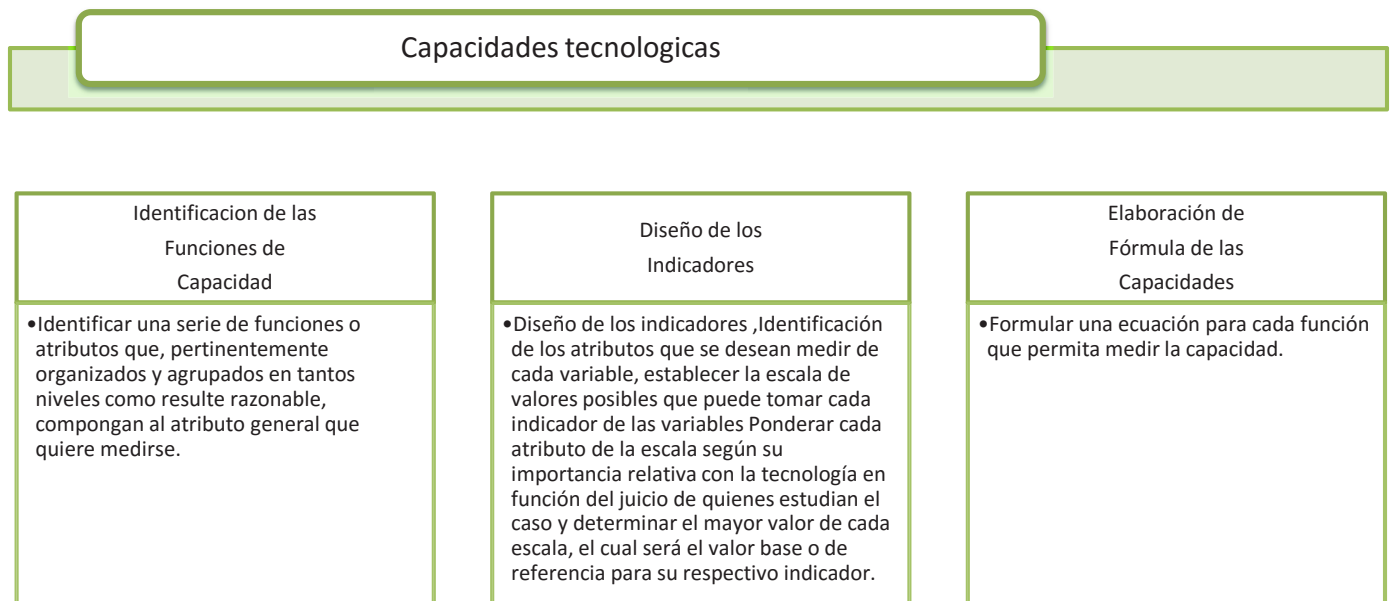 Capacidades tecnologicas
Identificacion de las
Funciones de
Capacidad
•Identificar una serie de funciones o
atributos que, pertinentemente
organizados y agrupados en tantos
niveles como resulte razonable,
compongan al atributo general que
quiere medirse.
Diseño de los
Indicadores
•Diseño de los indicadores ,Identificación
de los atributos que se desean medir de
cada variable, establecer la escala de
valores posibles que puede tomar cada
indicador de las variables Ponderar cada
atributo de la escala según su
importancia relativa con la tecnología en
función del juicio de quienes estudian el
caso y determinar el mayor valor de cada
escala, el cual será el valor base o de
referencia para su respectivo indicador.
Elaboración de
Fórmula de las
Capacidades
•Formular una ecuación para cada función
que permita medir la capacidad.